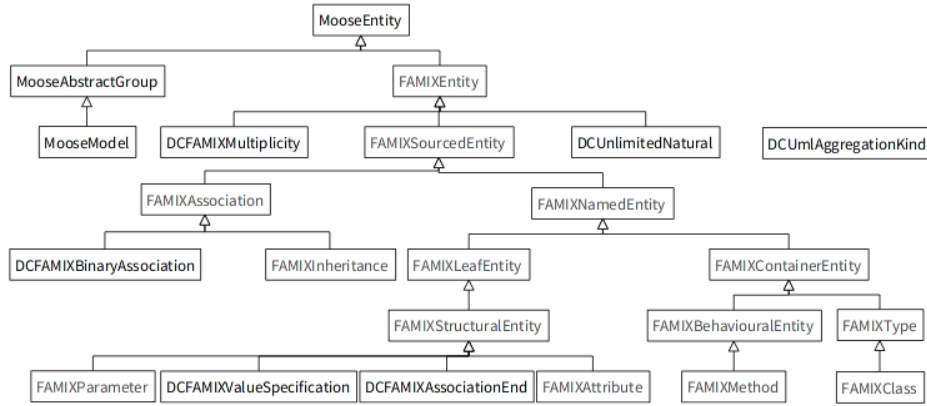 MooseEntity
MooseAbstractGroup
FAMIXEntity
MooseModel
DCFAMIXMultiplicity
FAMIXSourcedEntity
DCUnlimitedNatural
DCUmlAggregationKind
FAMIXAssociation
FAMIXNamedEntity
DCFAMIXBinaryAssociation
FAMIXInheritance
FAMIXLeafEntity
FAMIXContainerEntity
FAMIXStructuralEntity
FAMIXBehaviouralEntity
FAMIXType
FAMIXParameter
DCFAMIXValueSpecification
DCFAMIXAssociationEnd
FAMIXAttribute
FAMIXMethod
FAMIXClass